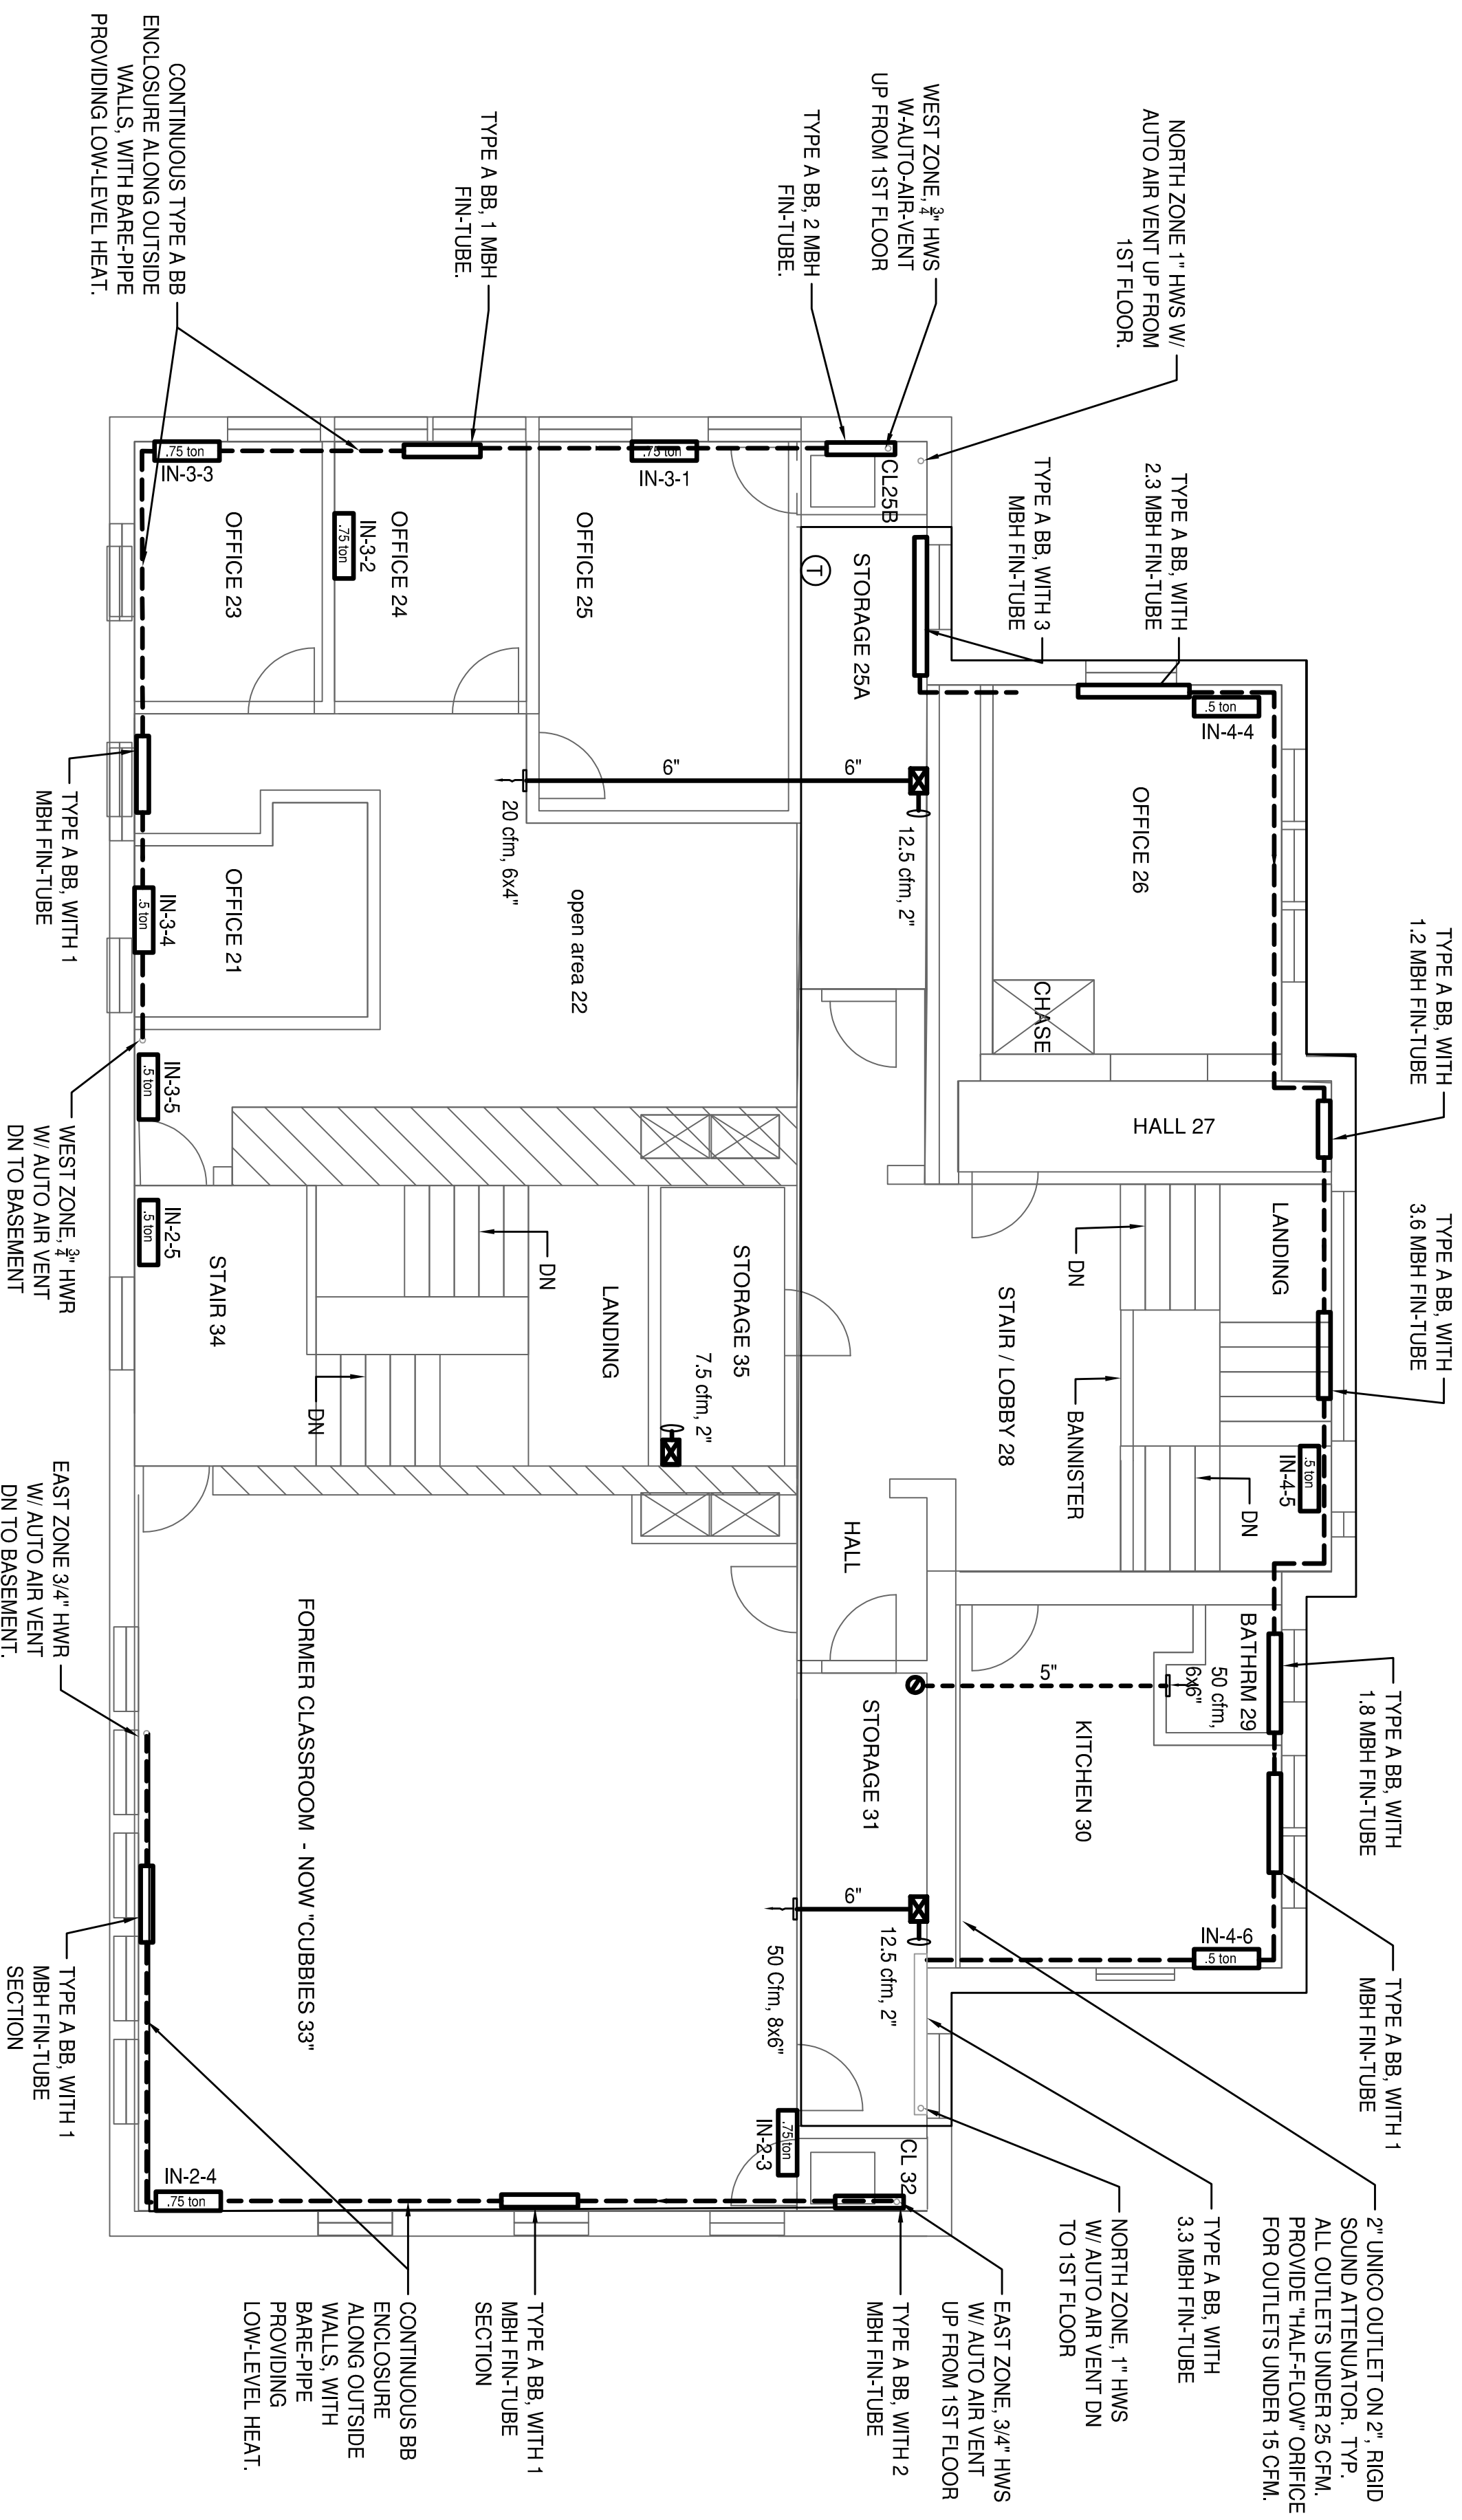 NORTH ZONE 1" HWS W/
AUTO AIR VENT UP FROM
1ST FLOOR.
WEST ZONE, 3/4" HWS
W-AUTO-AIR-VENT
UP FROM 1ST FLOOR
TYPE A BB, 2 MBH
FIN-TUBE.
TYPE A BB, 1 MBH
FIN-TUBE.
CONTINUOUS TYPE A BB
ENCLOSURE ALONG OUTSIDE
WALLS, WITH BARE-PIPE
PROVIDING LOW-LEVEL HEAT.
TYPE A BB, WITH
2.3 MBH FIN-TUBE
TYPE A BB, WITH 3
MBH FIN-TUBE
CL25B
STORAGE 25A
T
.75 ton
IN-3-1
OFFICE 25
OFFICE 24
IN-3-2
.75 ton
OFFICE 23
.75 ton
IN-3-3
.5 ton
IN-4-4
OFFICE 26
CHASE
6"
6"
12.5 cfm, 2"
20 cfm, 6x4"
open area 22
OFFICE 21
IN-3-4
.5 ton
TYPE A BB, WITH 1
MBH FIN-TUBE
IN-3-5
.5 ton
WEST ZONE, 3/4" HWR
W/ AUTO AIR VENT
DN TO BASEMENT
TYPE A BB, WITH
1.2 MBH FIN-TUBE
HALL 27
TYPE A BB, WITH
3.6 MBH FIN-TUBE
LANDING
DN
STAIR / LOBBY 28
BANNISTER
DN
.5 ton
IN-4-5
STORAGE 35
7.5 cfm, 2"
LANDING
DN
DN
STAIR 34
IN-2-5
.5 ton
HALL
EAST ZONE 3/4" HWR
W/ AUTO AIR VENT
DN TO BASEMENT.
TYPE A BB, WITH
1.8 MBH FIN-TUBE
BATHRM 29
50 cfm,
6x6"
5"
KITCHEN 30
STORAGE 31
6"
12.5 cfm, 2"
50 Cfm, 8x6"
FORMER CLASSROOM - NOW "CUBBIES 33"
TYPE A BB, WITH 1
MBH FIN-TUBE
IN-4-6
.5 ton
.75 ton
IN-2-3
CL 32
IN-2-4
.75 ton
TYPE A BB, WITH 1
MBH FIN-TUBE
SECTION
2" UNICO OUTLET ON 2", RIGID
SOUND ATTENUATOR. TYP.
ALL OUTLETS UNDER 25 CFM.
PROVIDE "HALF-FLOW" ORIFICE
FOR OUTLETS UNDER 15 CFM.
TYPE A BB, WITH
3.3 MBH FIN-TUBE
NORTH ZONE, 1" HWS
W/ AUTO AIR VENT DN
TO 1ST FLOOR
EAST ZONE, 3/4" HWS
W/ AUTO AIR VENT
UP FROM 1ST FLOOR
TYPE A BB, WITH 2
MBH FIN-TUBE
TYPE A BB, WITH 1
MBH FIN-TUBE
SECTION
CONTINUOUS BB
ENCLOSURE
ALONG OUTSIDE
WALLS, WITH
BARE-PIPE
PROVIDING
LOW-LEVEL HEAT.